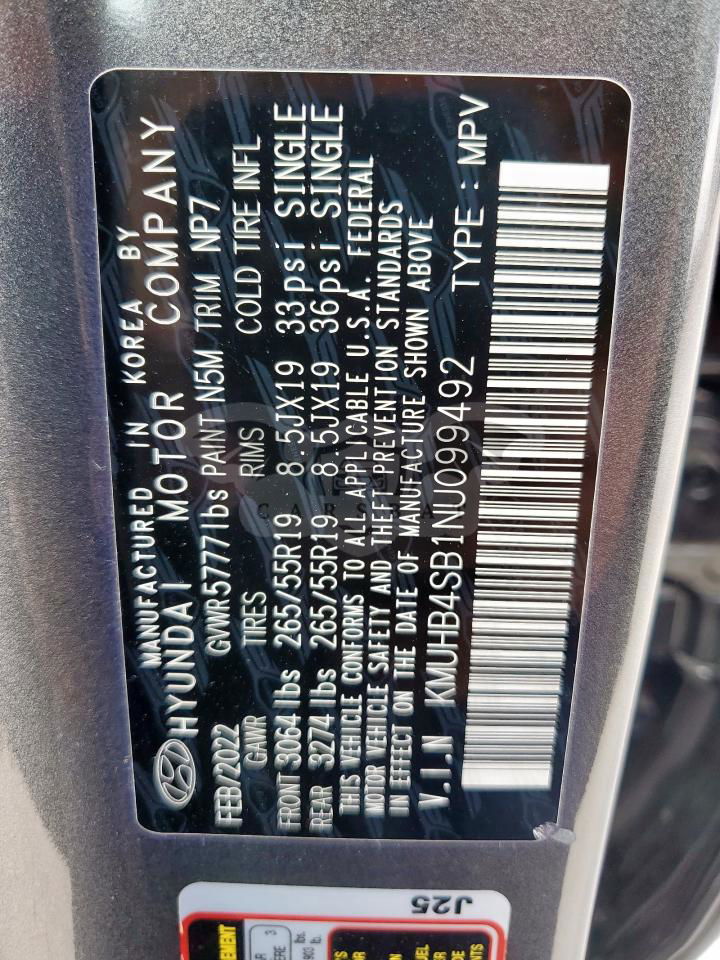 MANUFACTURED IN KOREA BY
HYUNDAI MOTOR COMPANY
FEB/2022 GVWR5777lbs PAINT N5M TRIM NP7
GAWR TIRES RIMS COLD TIRE INFL
FRONT 3064 lbs 265/55R19 8.5JX19 33psi SINGLE
REAR 3274 lbs 265/55R19 8.5JX19 36psi SINGLE
THIS VEHICLE CONFORMS TO ALL APPLICABLE U.S.A. FEDERAL
MOTOR VEHICLE SAFETY AND THEFT PREVENTION STANDARDS
IN EFFECT ON THE DATE OF MANUFACTURE SHOWN ABOVE
V.I.N KMUHB4SB1NU099492 TYPE : MPV
J25